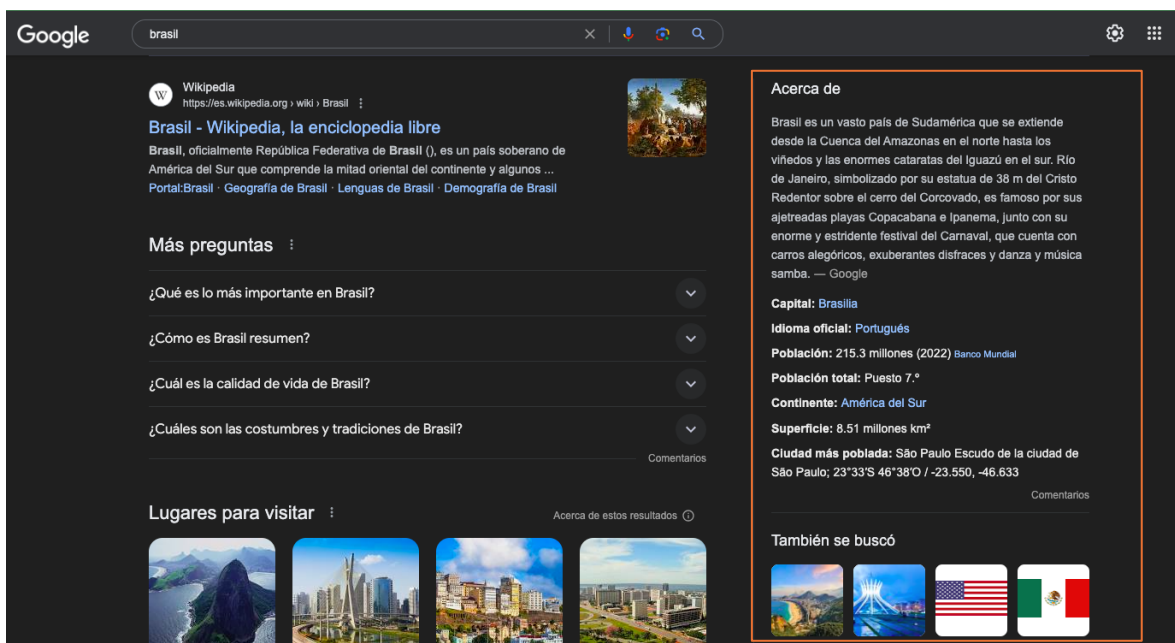 Google
brasil
W
Wikipedia
https://es.wikipedia.org › wiki › Brasil
Brasil - Wikipedia, la enciclopedia libre
Brasil, oficialmente República Federativa de Brasil (), es un país soberano de
América del Sur que comprende la mitad oriental del continente y algunos ...
Portal:Brasil · Geografía de Brasil · Lenguas de Brasil · Demografía de Brasil
Más preguntas
¿Qué es lo más importante en Brasil?
¿Cómo es Brasil resumen?
¿Cuál es la calidad de vida de Brasil?
¿Cuáles son las costumbres y tradiciones de Brasil?
Comentarios
Lugares para visitar
Acerca de estos resultados
Acerca de
Brasil es un vasto país de Sudamérica que se extiende
desde la Cuenca del Amazonas en el norte hasta los
viñedos y las enormes cataratas del Iguazú en el sur. Río
de Janeiro, simbolizado por su estatua de 38 m del Cristo
Redentor sobre el cerro del Corcovado, es famoso por sus
ajetreadas playas Copacabana e Ipanema, junto con su
enorme y estridente festival del Carnaval, que cuenta con
carros alegóricos, exuberantes disfraces y danza y música
samba. — Google
Capital: Brasilia
Idioma oficial: Portugués
Población: 215.3 millones (2022) Banco Mundial
Población total: Puesto 7.º
Continente: América del Sur
Superficie: 8.51 millones km²
Ciudad más poblada: São Paulo Escudo de la ciudad de
São Paulo; 23°33′S 46°38′O / -23.550, -46.633
Comentarios
También se buscó